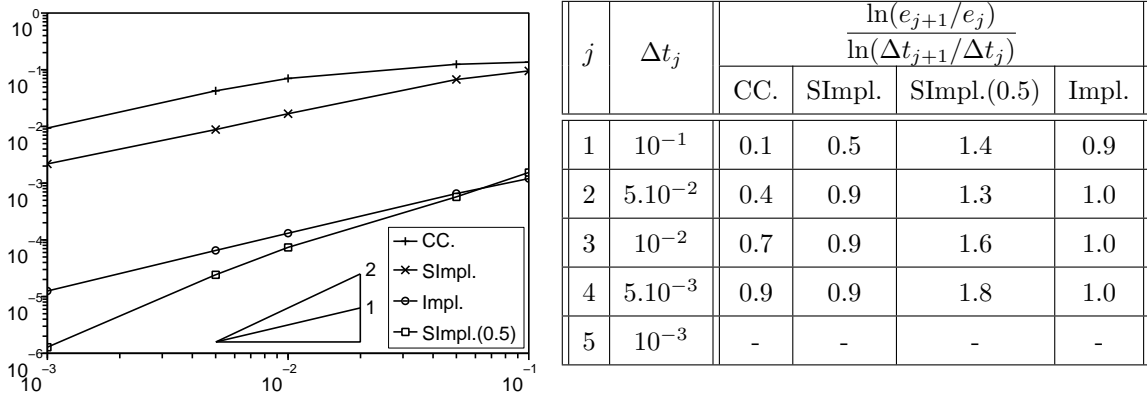 10^0
10^−1
10^−2
10^−3
10^−4
10^−5
10^−6
10^−3 10^−2 10^−1
CC.
SImpl.
Impl.
SImpl.(0.5)
2
1
j Δt_j ln(e_{j+1}/e_j)
ln(Δt_{j+1}/Δt_j)
CC. SImpl. SImpl.(0.5) Impl.
1 10^−1 0.1 0.5 1.4 0.9
2 5.10^−2 0.4 0.9 1.3 1.0
3 10^−2 0.7 0.9 1.6 1.0
4 5.10^−3 0.9 0.9 1.8 1.0
5 10^−3 - - - -